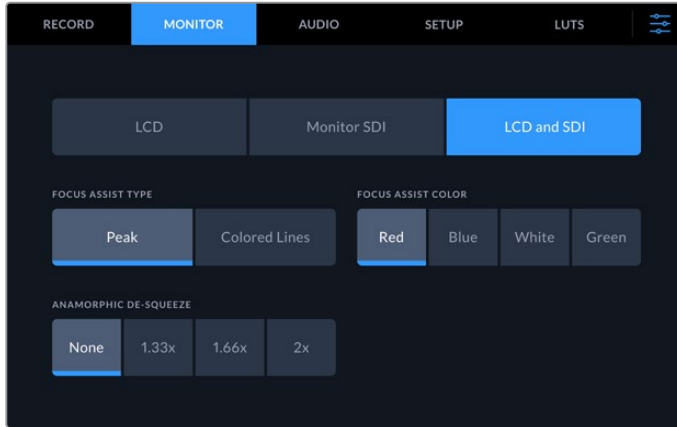 RECORD MONITOR AUDIO SETUP LUTS
LCD Monitor SDI LCD and SDI
FOCUS ASSIST TYPE FOCUS ASSIST COLOR
Peak Colored Lines Red Blue White Green
ANAMORPHIC DE-SQUEEZE
None 1.33x 1.66x 2x